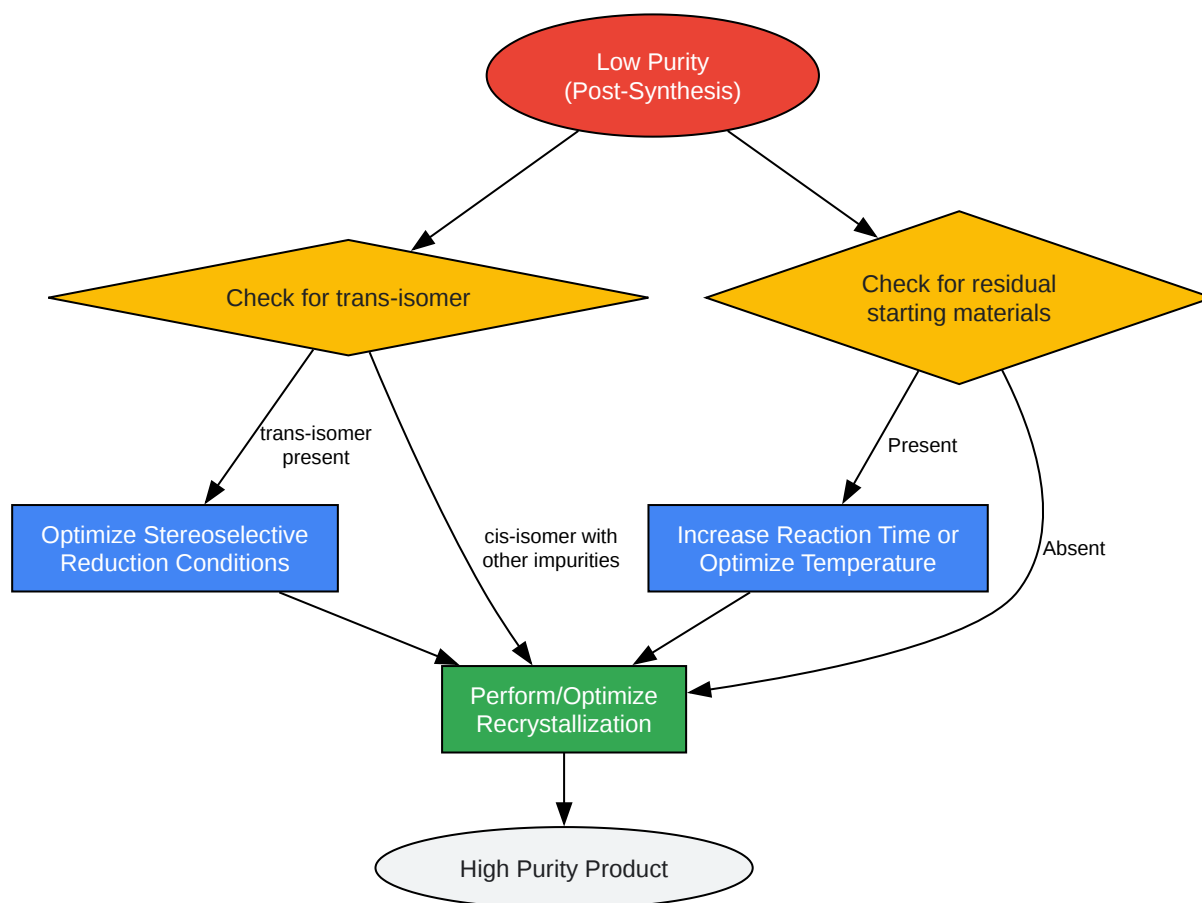 Low Purity
(Post-Synthesis)
Check for trans-isomer
Check for residual
starting materials
trans-isomer
present
Present
cis-isomer with
other impurities
Absent
Optimize Stereoselective
Reduction Conditions
Increase Reaction Time or
Optimize Temperature
Perform/Optimize
Recrystallization
High Purity Product